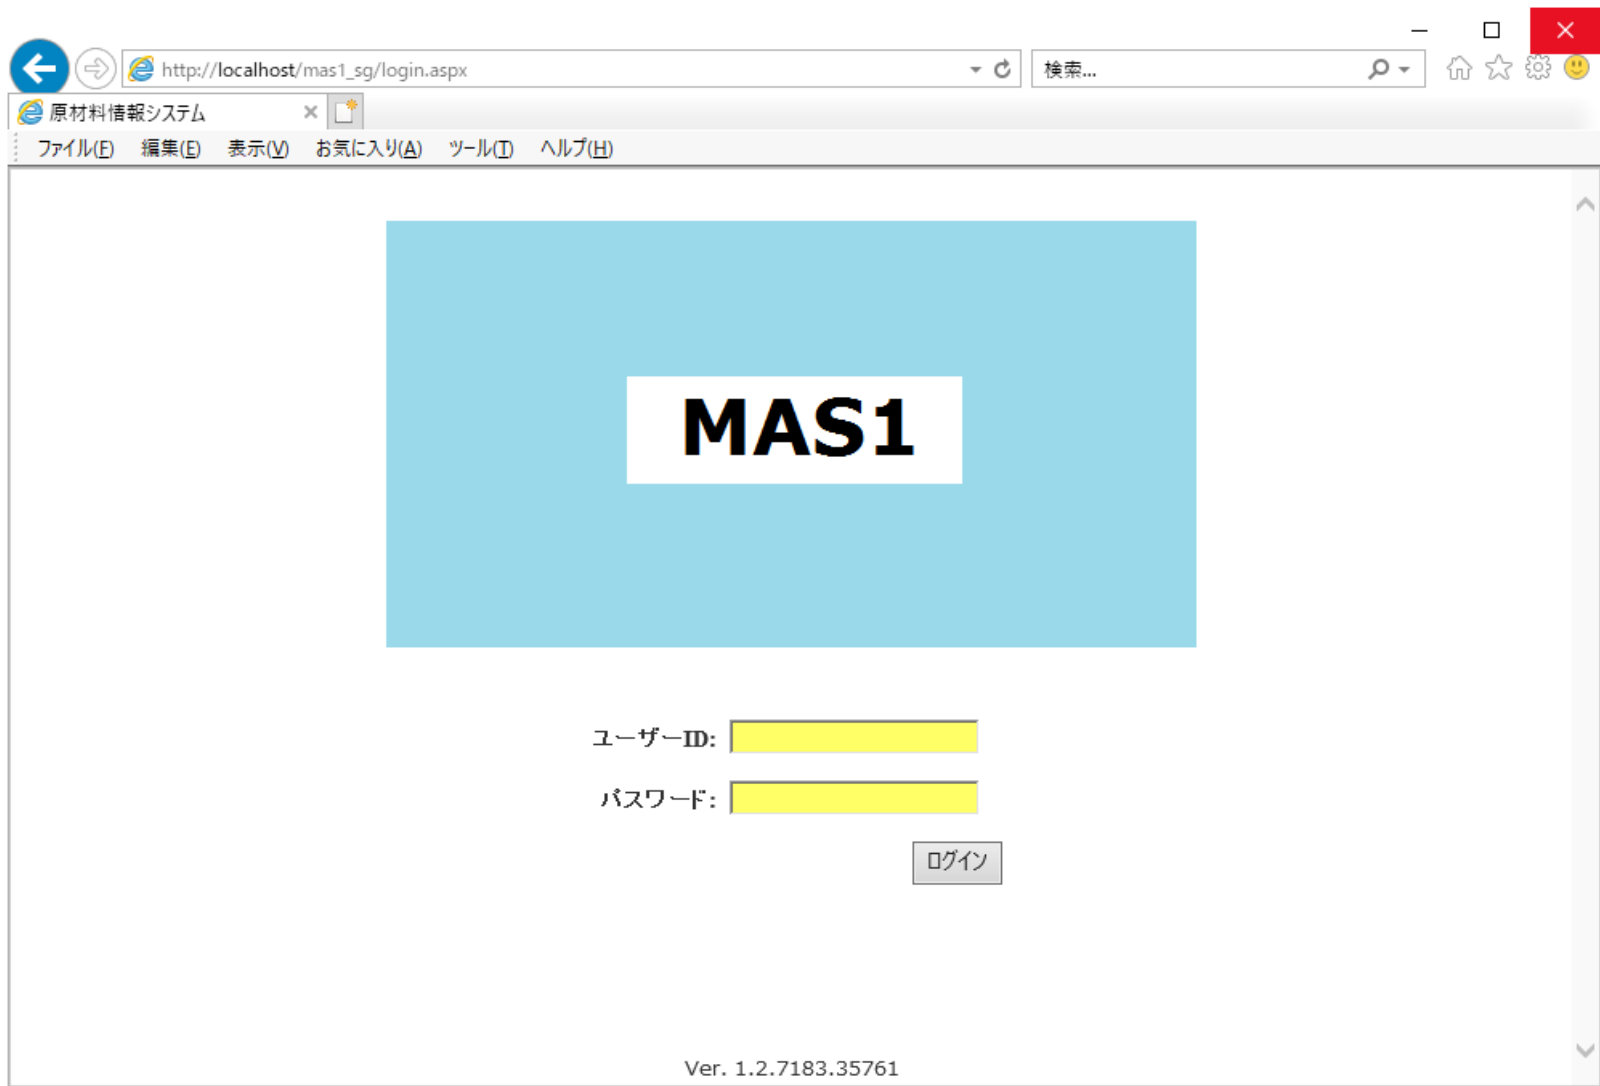 http://localhost/mas1_sg/login.aspx
検索...
原材料情報システム
ファイル(F) 編集(E) 表示(V) お気に入り(A) ツール(T) ヘルプ(H)
MAS1
ユーザーID:
パスワード:
ログイン
Ver. 1.2.7183.35761